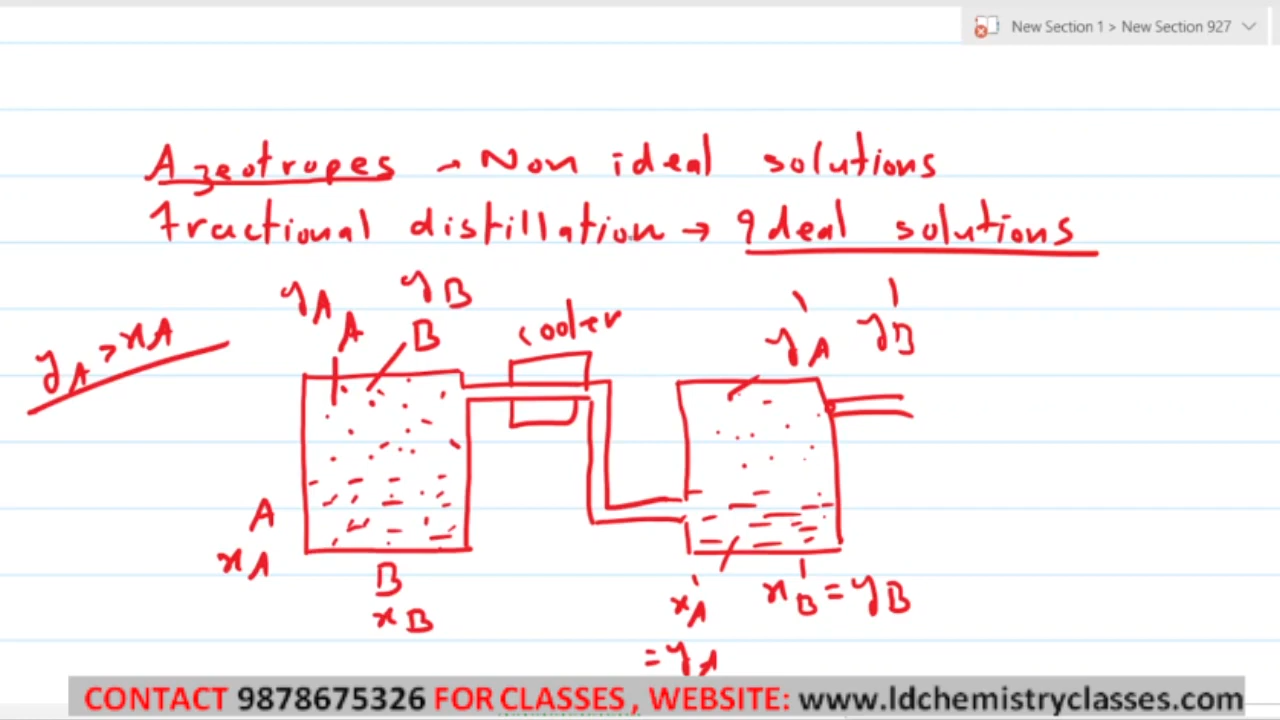 New Section 1 > New Section 927
Azeotropes → Non ideal solutions
fractional distillation → Ideal solutions
yA yB
A B
cooler
y'A y'B
yA > xA
A
xA
B
xB
x'A
= yA
x'B = yB
CONTACT 9878675326 FOR CLASSES , WEBSITE: www.ldchemistryclasses.com